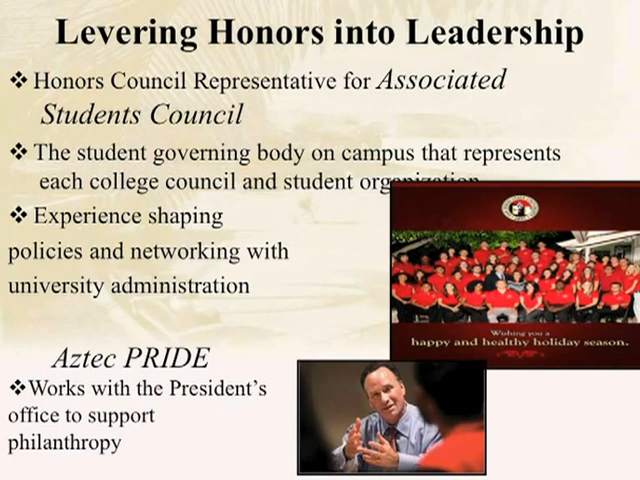 Levering Honors into Leadership
❖ Honors Council Representative for Associated
Students Council
❖ The student governing body on campus that represents
each college council and student organization
❖ Experience shaping
policies and networking with
university administration
Wishing you a
happy and healthy holiday season.
Aztec PRIDE
❖Works with the President's
office to support
philanthropy